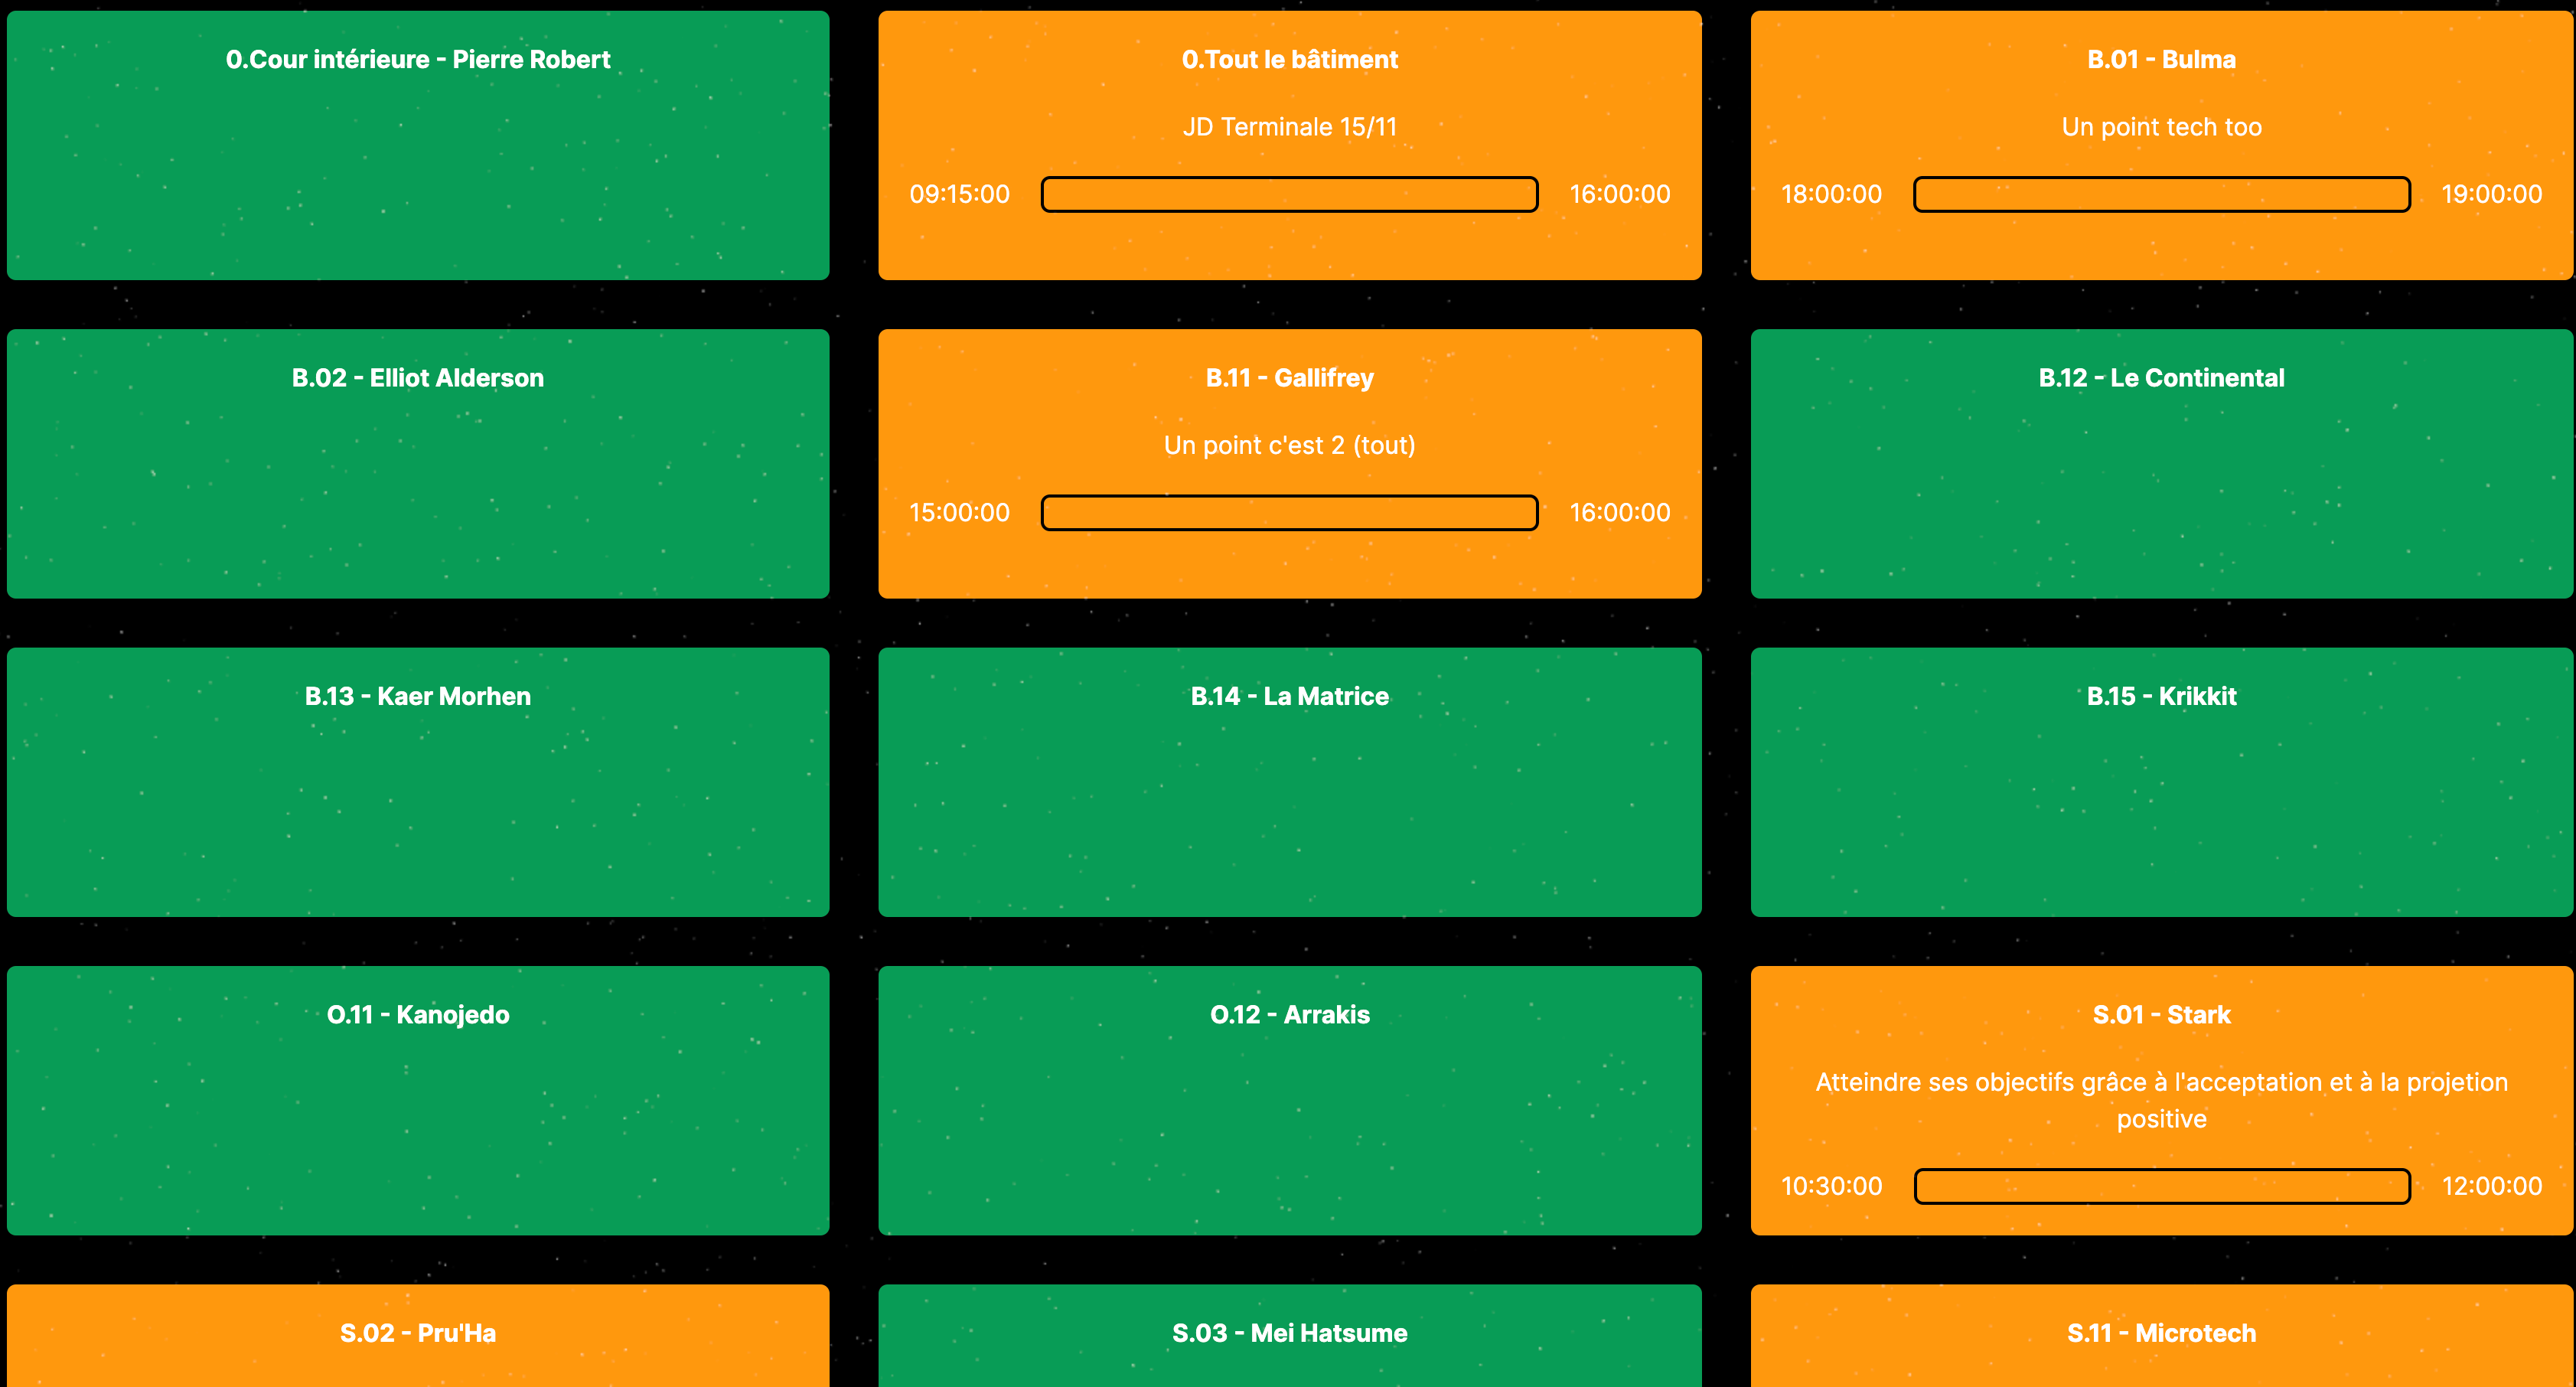 0.Cour intérieure - Pierre Robert
0.Tout le bâtiment
JD Terminale 15/11
09:15:00
16:00:00
B.01 - Bulma
Un point tech too
18:00:00
19:00:00
B.02 - Elliot Alderson
B.11 - Gallifrey
Un point c'est 2 (tout)
15:00:00
16:00:00
B.12 - Le Continental
B.13 - Kaer Morhen
B.14 - La Matrice
B.15 - Krikkit
O.11 - Kanojedo
O.12 - Arrakis
S.01 - Stark
Atteindre ses objectifs grâce à l'acceptation et à la projetion
positive
10:30:00
12:00:00
S.02 - Pru'Ha
S.03 - Mei Hatsume
S.11 - Microtech